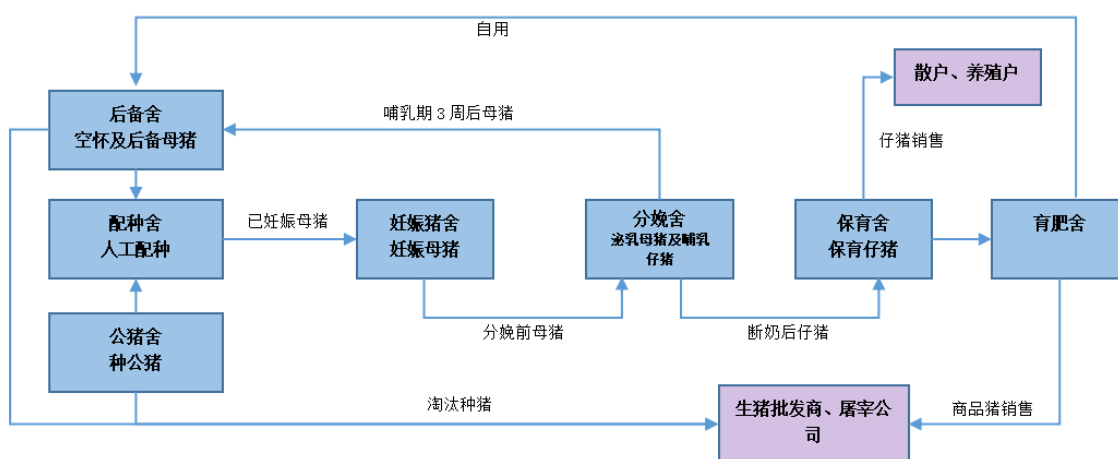 自用
散户、养殖户
后备舍
空怀及后备母猪
哺乳期 3 周后母猪
仔猪销售
配种舍
人工配种
已妊娠母猪
妊娠猪舍
妊娠母猪
分娩舍
泌乳母猪及哺乳
仔猪
保育舍
保育仔猪
育肥舍
公猪舍
种公猪
分娩前母猪
断奶后仔猪
淘汰种猪
生猪批发商、屠宰公
司
商品猪销售